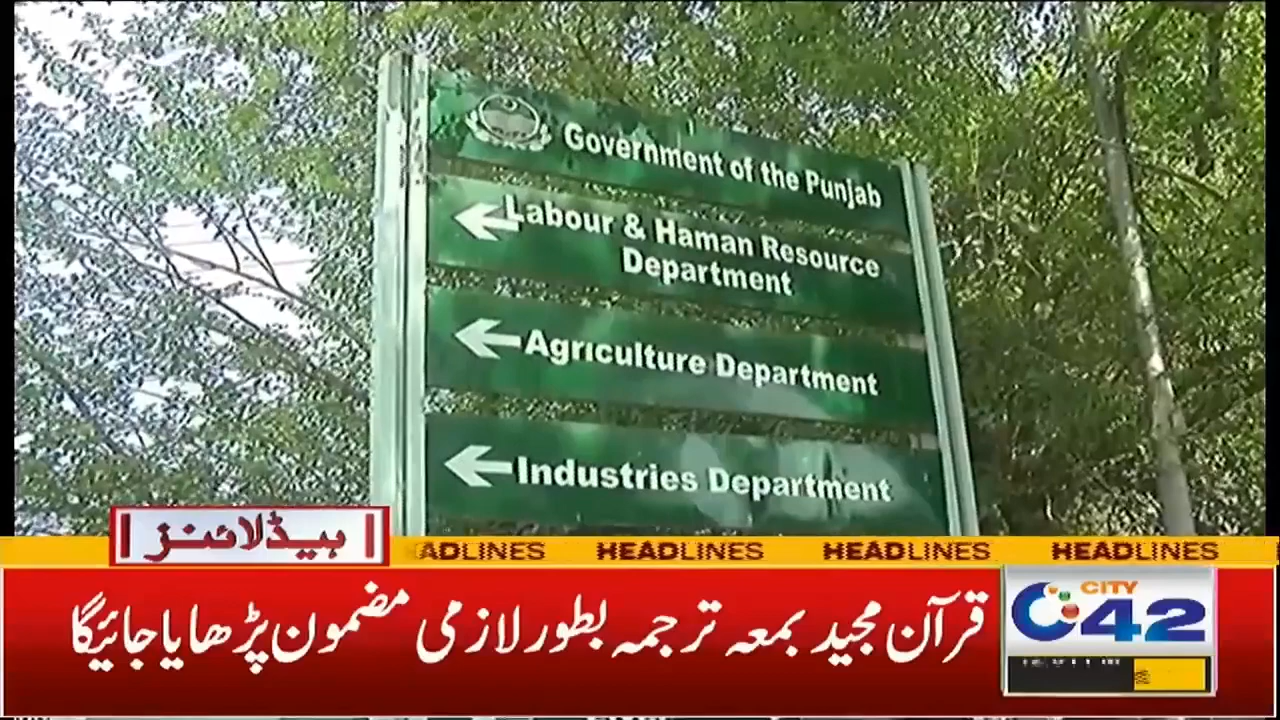 Government of the Punjab
Labour & Haman Resource
Department
Agriculture Department
Industries Department
ہیڈلائنز
HEADLINES HEADLINES HEADLINES
CITY
42
قرآن مجید بمعہ ترجمہ بطور لازمی مضمون پڑھایا جائیگا